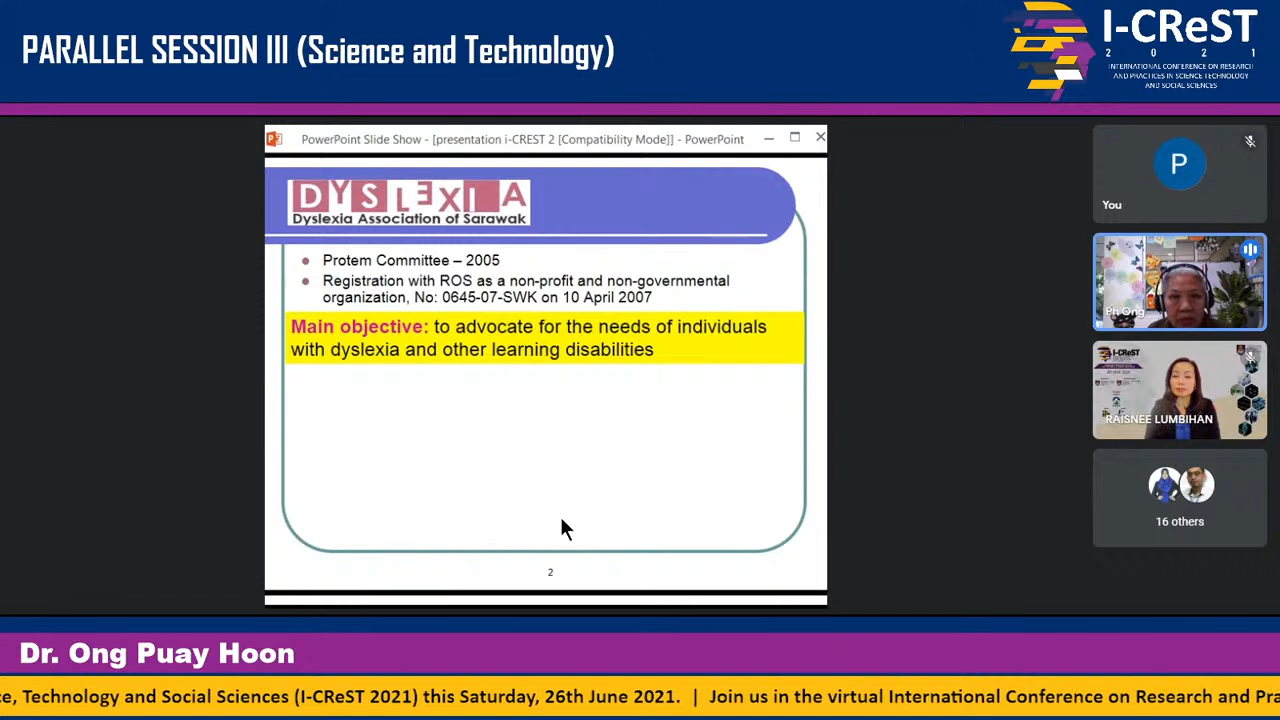 PARALLEL SESSION III (Science and Technology)
I-CReST
2 0 2 1
INTERNATIONAL CONFERENCE ON RESEARCH
AND PRACTICES IN SCIENCE TECHNOLOGY
AND SOCIAL SCIENCES
PowerPoint Slide Show - [presentation i-CREST 2 [Compatibility Mode]] - PowerPoint
DYSLEXIA
Dyslexia Association of Sarawak
Protem Committee – 2005
Registration with ROS as a non-profit and non-governmental
organization, No: 0645-07-SWK on 10 April 2007
Main objective: to advocate for the needs of individuals
with dyslexia and other learning disabilities
2
P
You
Ph Ong
I-CReST
RAISNEE LUMBIHAN
16 others
Dr. Ong Puay Hoon
ce, Technology and Social Sciences (I-CReST 2021) this Saturday, 26th June 2021. | Join us in the virtual International Conference on Research and Pra